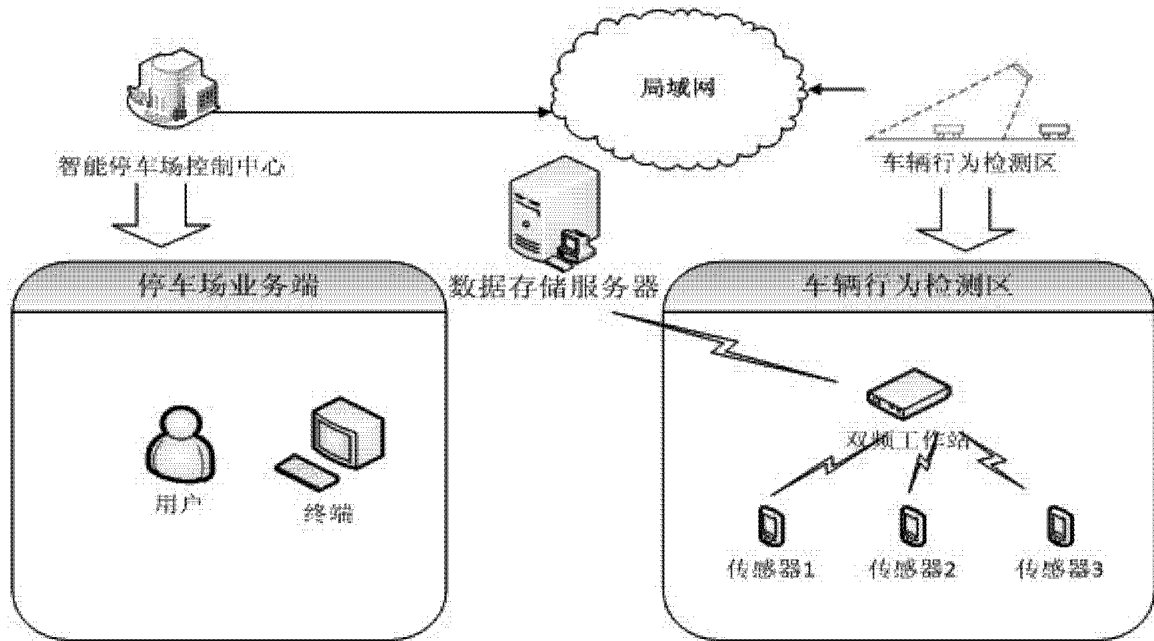 局域网
智能停车场控制中心
车辆行为检测区
停车场业务端
数据存储服务器
车辆行为检测区
双频工作站
用户
终端
传感器1
传感器2
传感器3